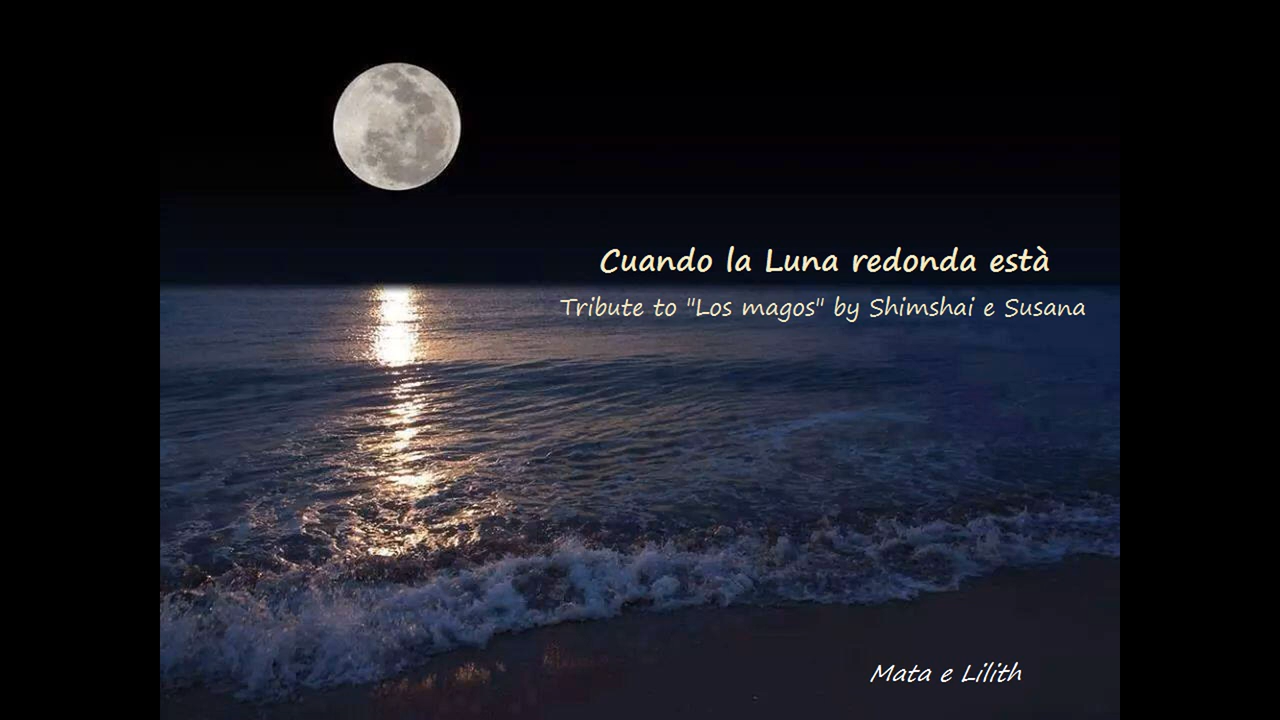 Cuando la Luna redonda està
Tribute to "Los magos" by Shimshai e Susana
Mata e Lilith